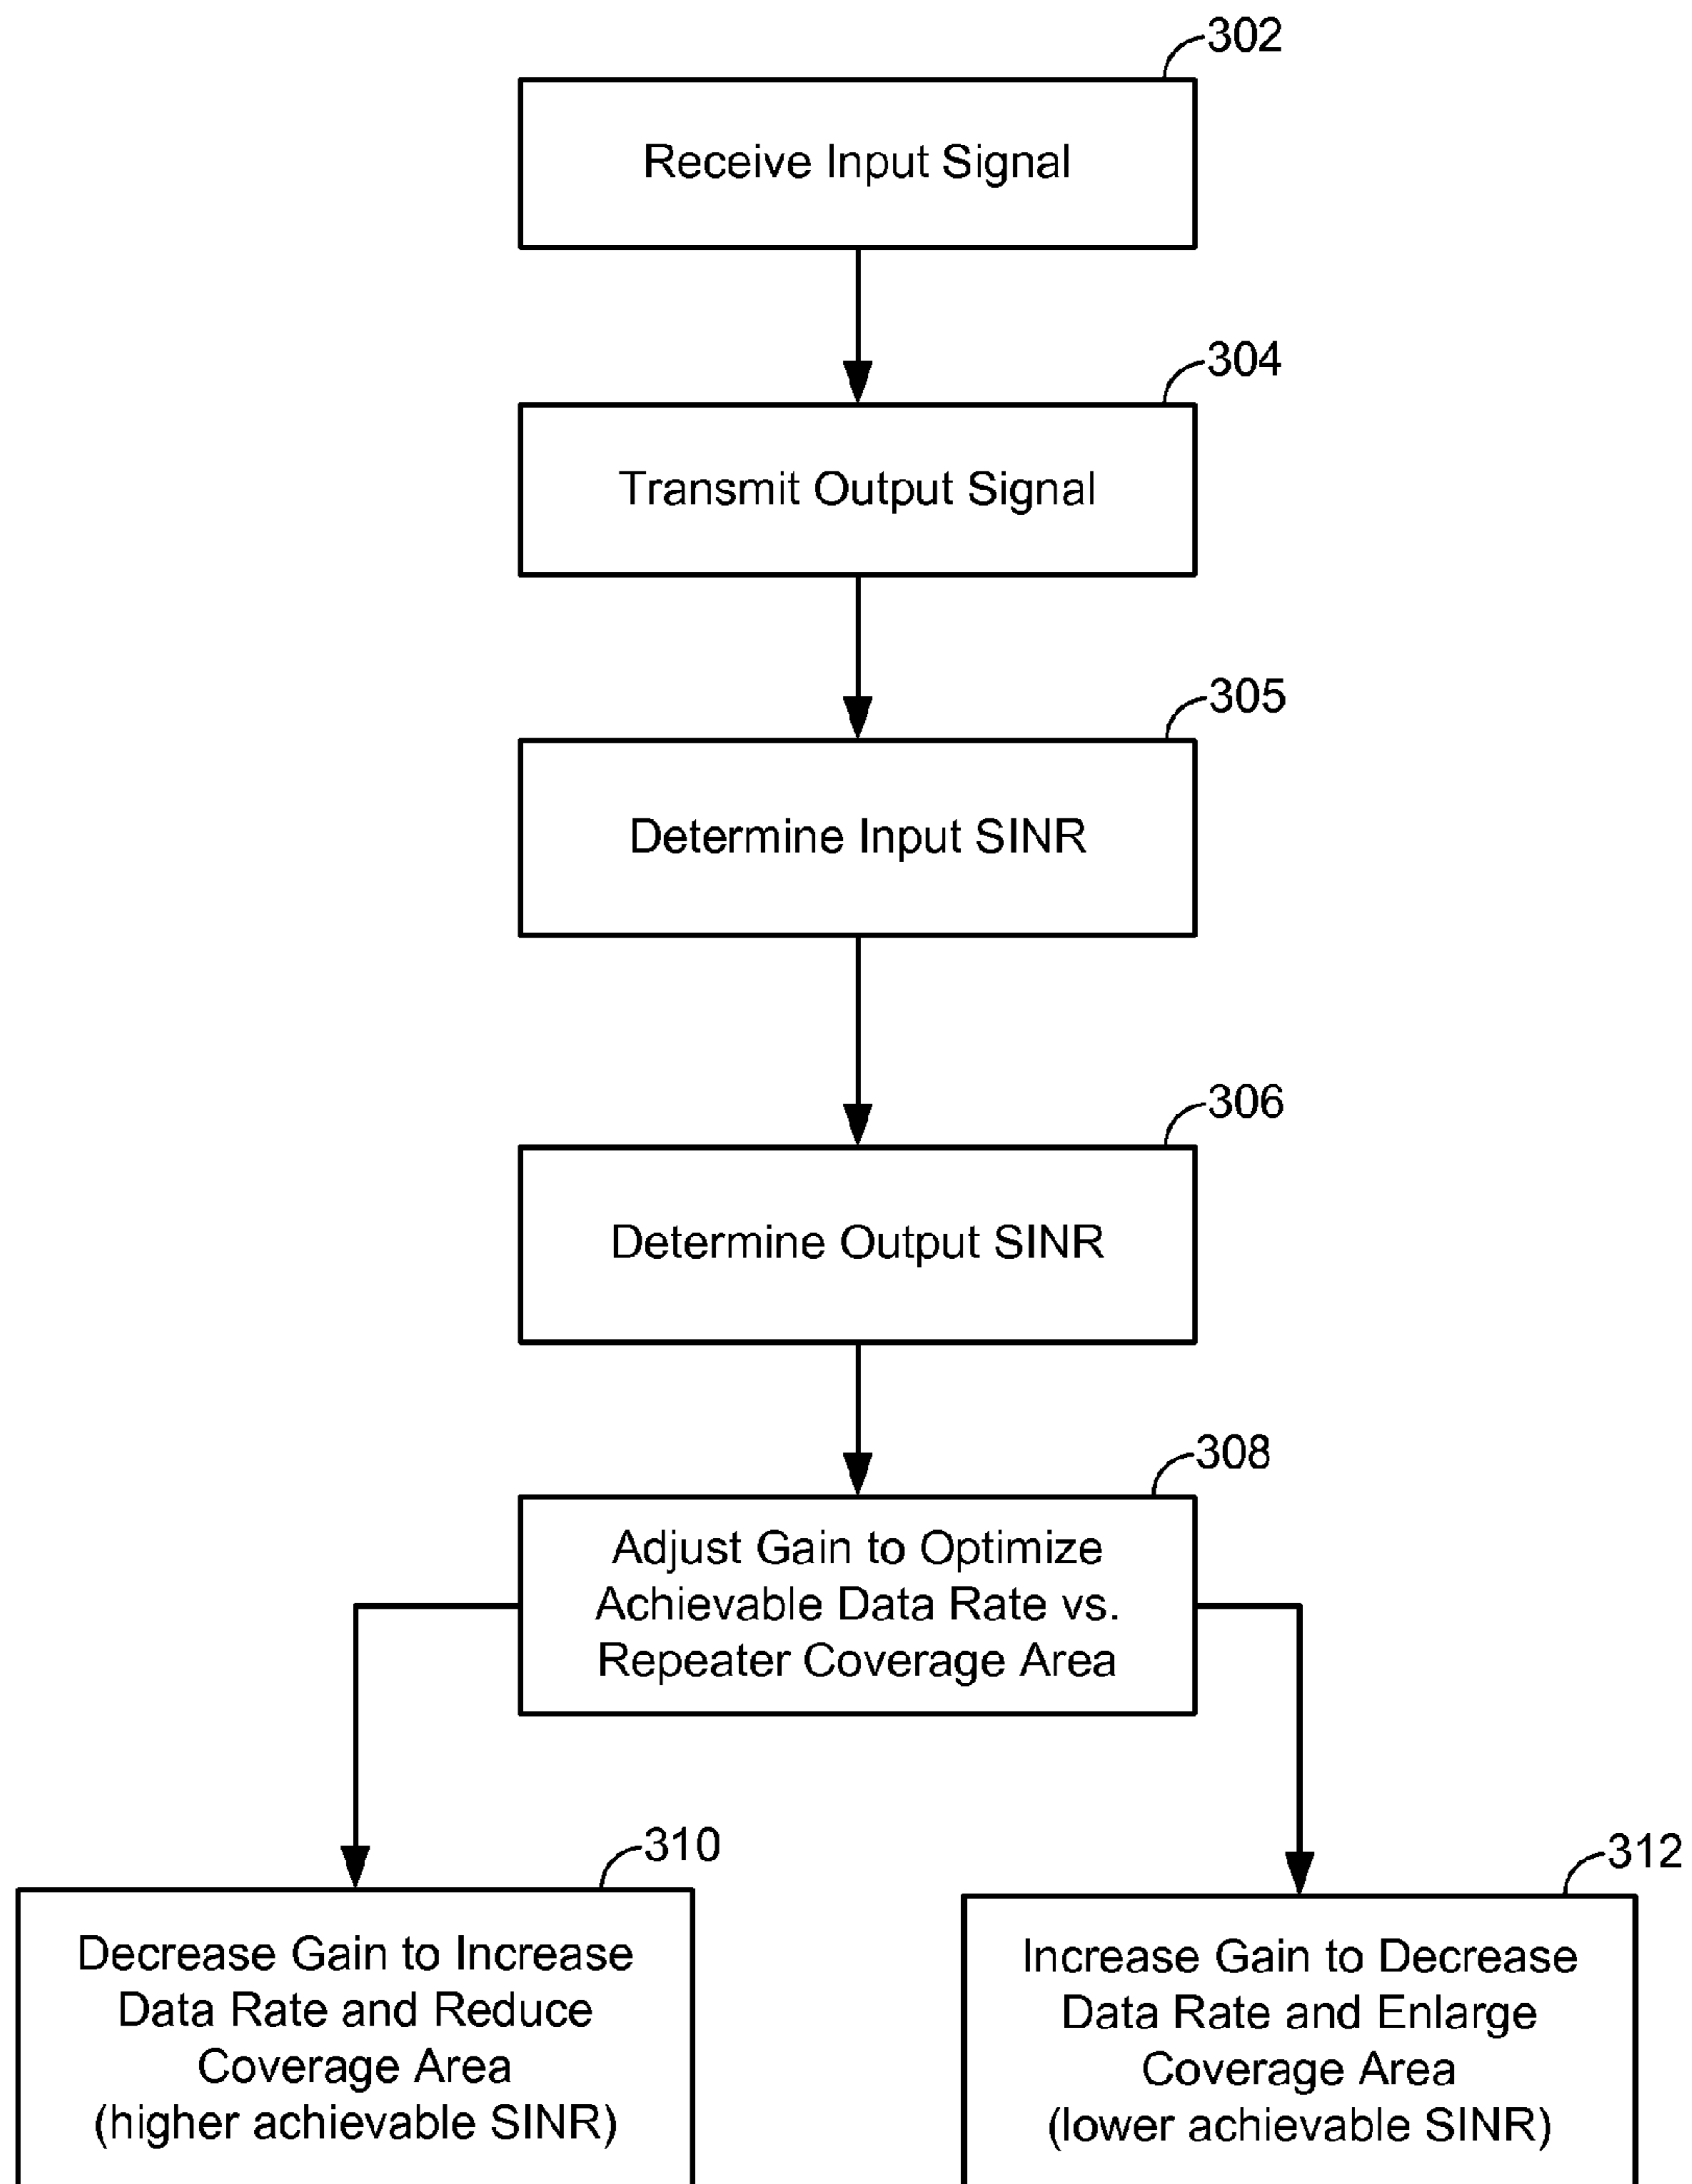 302
Receive Input Signal
304
Transmit Output Signal
305
Determine Input SINR
306
Determine Output SINR
308
Adjust Gain to Optimize
Achievable Data Rate vs.
Repeater Coverage Area
310
Decrease Gain to Increase
Data Rate and Reduce
Coverage Area
(higher achievable SINR)
312
Increase Gain to Decrease
Data Rate and Enlarge
Coverage Area
(lower achievable SINR)